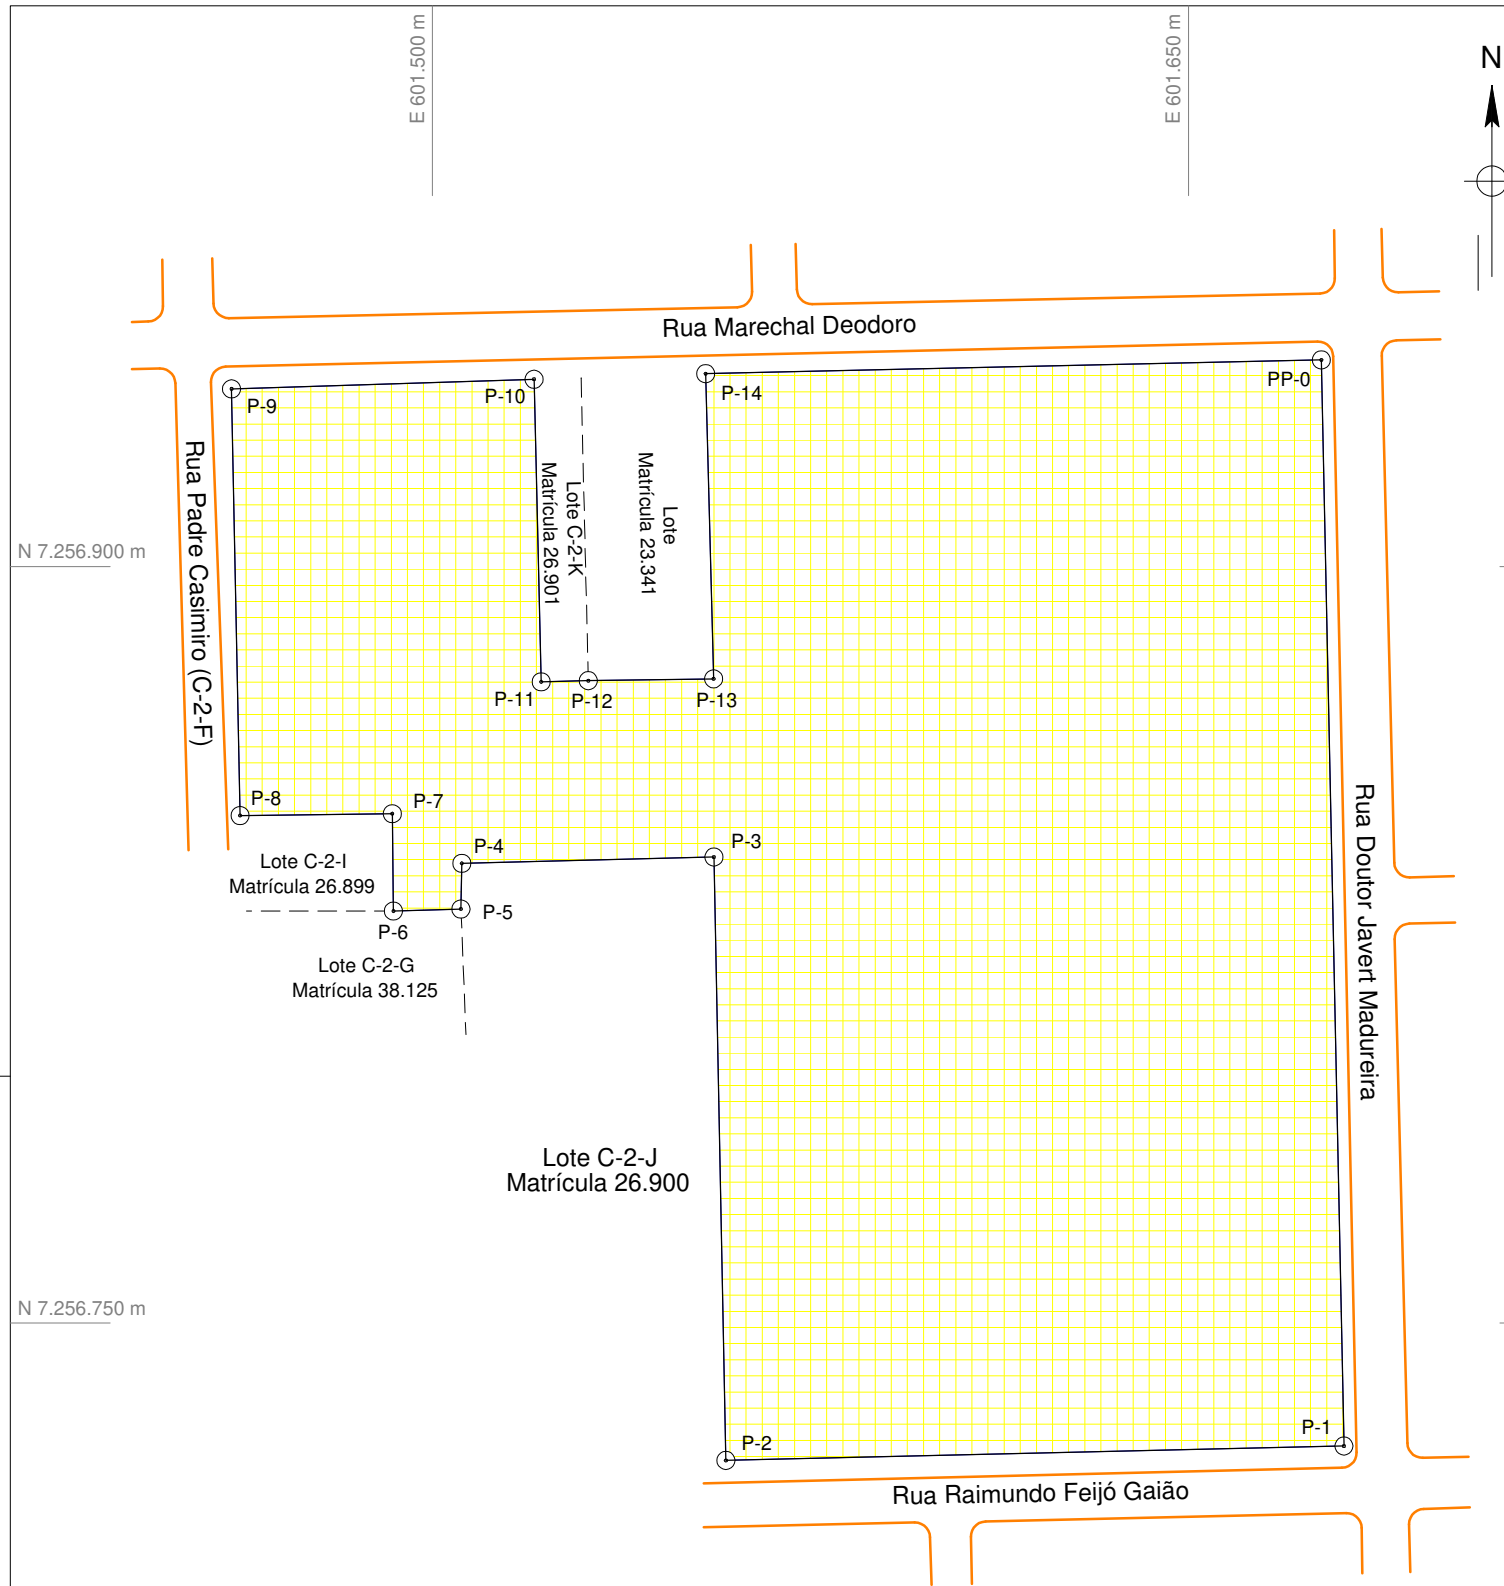 E 601.500 m
E 601.650 m
N
Rua Marechal Deodoro
PP-0
P-9
P-10
P-14
Rua Padre Casimiro (C-2-F)
Lote C-2-K
Matrícula 26.901
Lote
Matrícula 23.341
N 7.256.900 m
P-11
P-12
P-13
P-8
P-7
P-4
P-3
Lote C-2-I
Matrícula 26.899
P-5
P-6
Lote C-2-G
Matrícula 38.125
Rua Doutor Javert Madureira
Lote C-2-J
Matrícula 26.900
N 7.256.750 m
P-2
P-1
Rua Raimundo Feijó Gaião